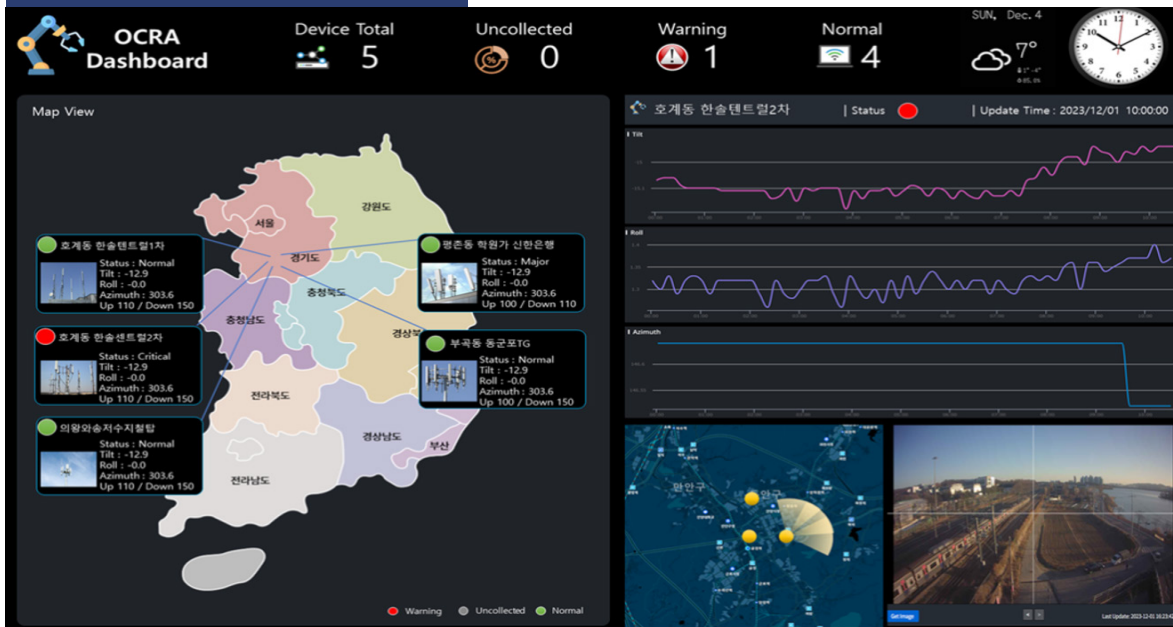 OCRA
Dashboard
Device Total
5
Uncollected
0
Warning
1
Normal
4
SUN, Dec. 4
7°
Map View
호계동 한솔텐트럴2차
| Status
| Update Time : 2023/12/01 10:00:00
Tilt
Roll
Azimuth
강원도
서울
경기도
충청북도
충청남도
경상북
전라북도
경상남도
부산
전라남도
호계동 한솔텐트럴1차
Status : Normal
Tilt : -12.9
Roll : -0.0
Azimuth : 303.6
Up 110 / Down 150
평촌동 학원가 신한은행
Status : Major
Tilt : -12.9
Roll : -0.0
Azimuth : 303.6
Up 100 / Down 110
호계동 한솔센트럴2차
Status : Critical
Tilt : -12.9
Roll : -0.0
Azimuth : 303.6
Up 110 / Down 150
부곡동 동군포TG
Status : Normal
Tilt : -12.9
Roll : -0.0
Azimuth : 303.6
Up 100 / Down 150
의왕와송저수지철탑
Status : Normal
Tilt : -12.9
Roll : -0.0
Azimuth : 303.6
Up 110 / Down 150
Warning
Uncollected
Normal
만안구
Get Image